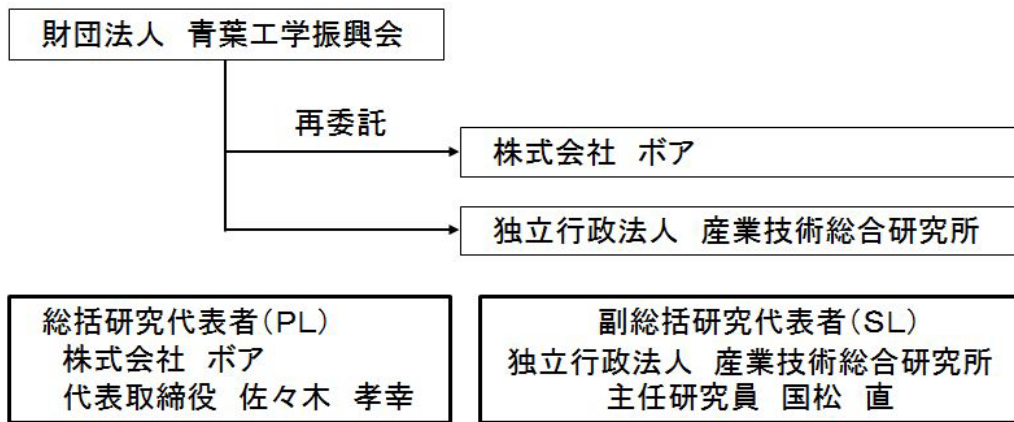 財団法人 青葉工学振興会
再委託
株式会社 ボア
独立行政法人 産業技術総合研究所
総括研究代表者(PL)
株式会社 ボア
代表取締役 佐々木 孝幸
副総括研究代表者(SL)
独立行政法人 産業技術総合研究所
主任研究員 国松 直